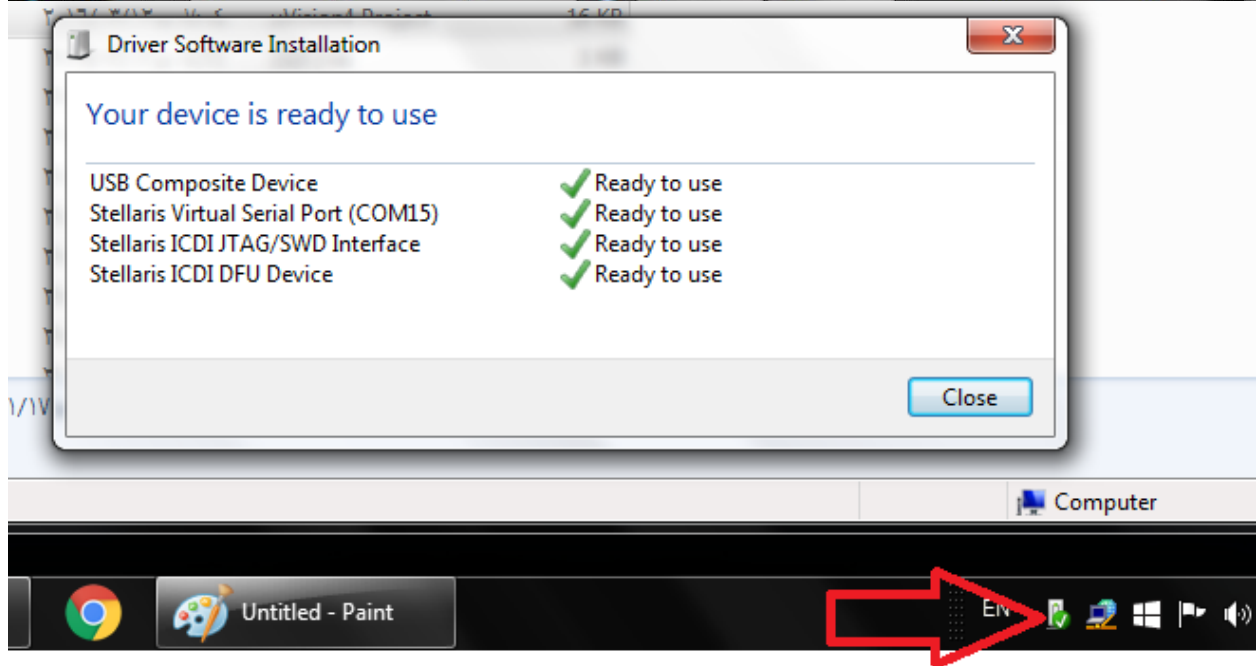 Driver Software Installation
Your device is ready to use
USB Composite Device Ready to use
Stellaris Virtual Serial Port (COM15) Ready to use
Stellaris ICDI JTAG/SWD Interface Ready to use
Stellaris ICDI DFU Device Ready to use
Close
Computer
Untitled - Paint
EN